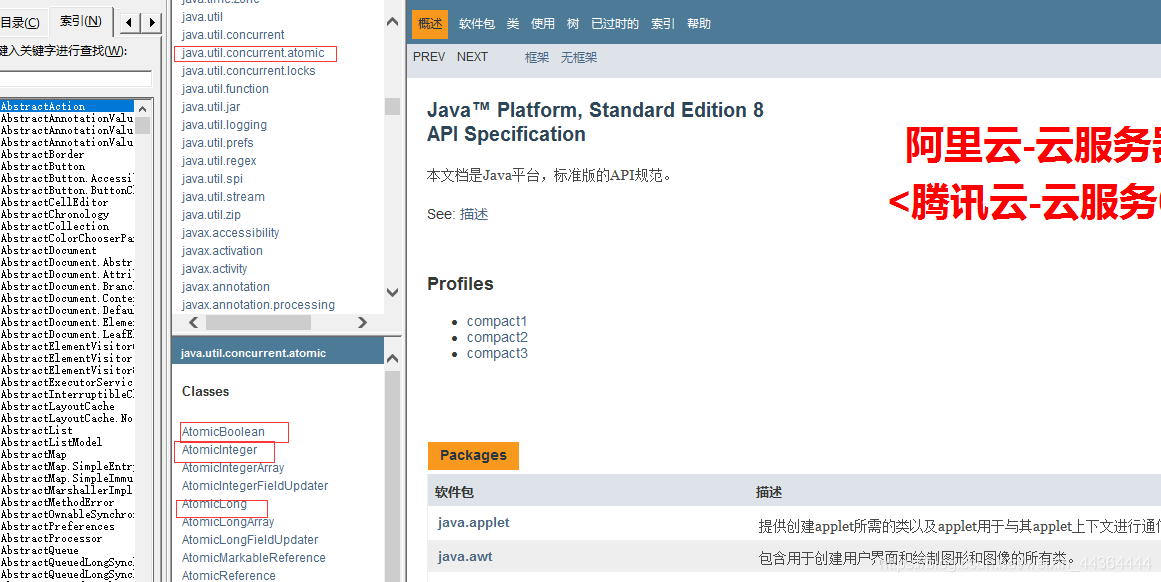 目录(C) 索引(N)
键入关键字进行查找(W):
AbstractAction
AbstractAnnotationValu
AbstractAnnotationValu
AbstractBorder
AbstractButton
AbstractButton.Accessi
AbstractButton.ButtonC
AbstractCellEditor
AbstractChronology
AbstractCollection
AbstractColorChooserPa
AbstractDocument
AbstractDocument.Abstr
AbstractDocument.Attri
AbstractDocument.Branc
AbstractDocument.Conte
AbstractDocument.Defau
AbstractDocument.Eleme
AbstractDocument.LeafE
AbstractElementVisitor
AbstractElementVisitor
AbstractElementVisitor
AbstractExecutorServic
AbstractInterruptibleC
AbstractLayoutCache
AbstractLayoutCache.No
AbstractList
AbstractListModel
AbstractMap
AbstractMap.SimpleEntr
AbstractMap.SimpleImmu
AbstractMarshallerImpl
AbstractMethodError
AbstractOwnableSynchro
AbstractPreferences
AbstractProcessor
AbstractQueue
AbstractQueuedLongSync
AbstractQueuedLongSync
java.time.zone
java.util
java.util.concurrent
java.util.concurrent.atomic
java.util.concurrent.locks
java.util.function
java.util.jar
java.util.logging
java.util.prefs
java.util.regex
java.util.spi
java.util.stream
java.util.zip
javax.accessibility
javax.activation
javax.activity
javax.annotation
javax.annotation.processing
java.util.concurrent.atomic
Classes
AtomicBoolean
AtomicInteger
AtomicIntegerArray
AtomicIntegerFieldUpdater
AtomicLong
AtomicLongArray
AtomicLongFieldUpdater
AtomicMarkableReference
AtomicReference
概述 软件包 类 使用 树 已过时的 索引 帮助
PREV NEXT 框架 无框架
Java™ Platform, Standard Edition 8
API Specification
阿里云-云服务器
<腾讯云-云服务
本文档是Java平台，标准版的API规范。
See: 描述
Profiles
compact1
compact2
compact3
Packages
软件包 描述
java.applet 提供创建applet所需的类以及applet用于与其applet上下文进行通信
java.awt 包含用于创建用户界面和绘制图形和图像的所有类。